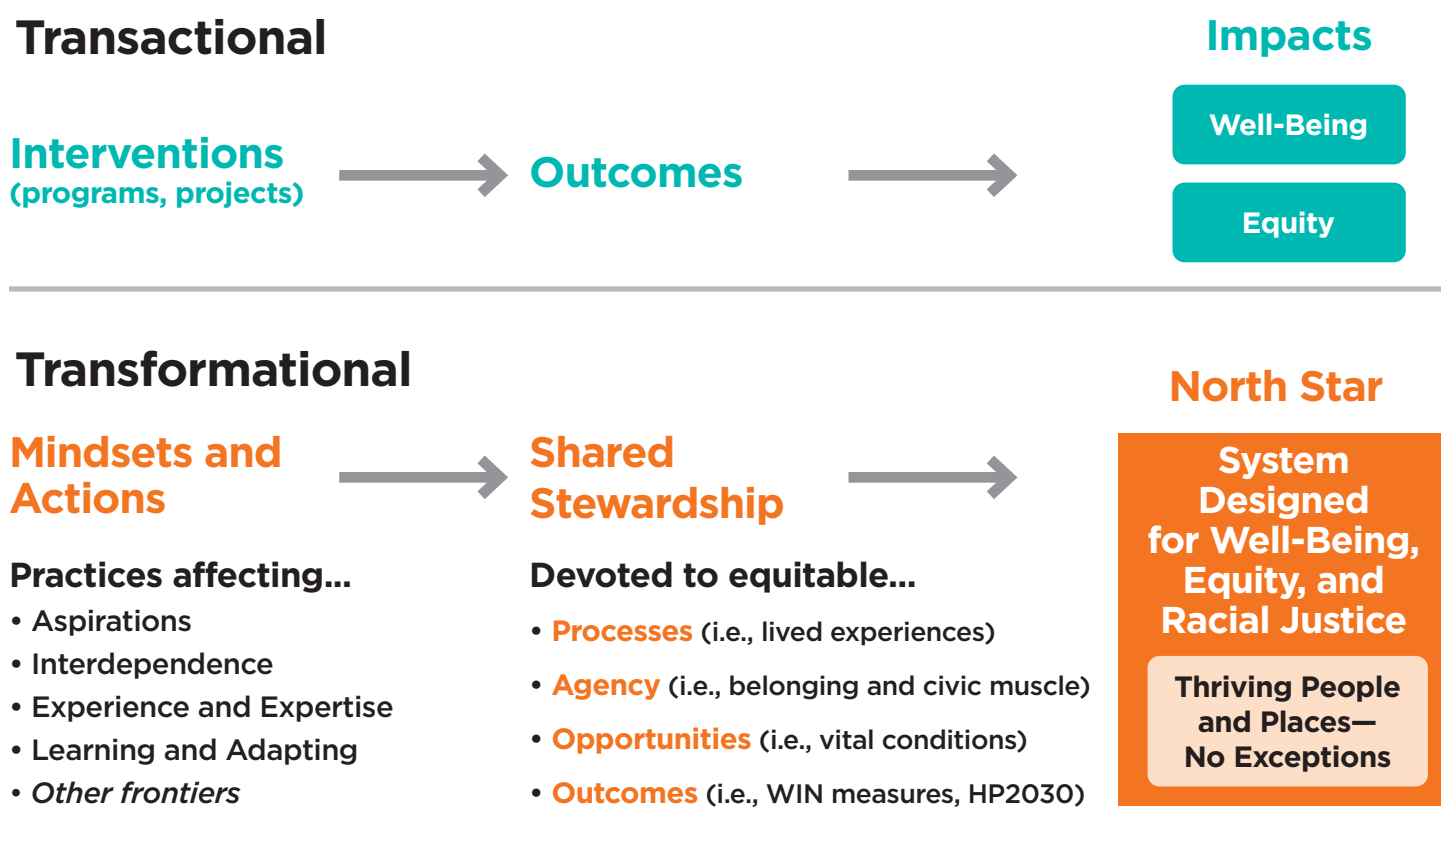 Transactional
Impacts
Interventions
(programs, projects)
Outcomes
Well-Being
Equity
Transformational
North Star
Mindsets and
Actions
Shared
Stewardship
System
Designed
for Well-Being,
Equity, and
Racial Justice
Thriving People
and Places—
No Exceptions
Practices affecting...
• Aspirations
• Interdependence
• Experience and Expertise
• Learning and Adapting
• Other frontiers
Devoted to equitable...
• Processes (i.e., lived experiences)
• Agency (i.e., belonging and civic muscle)
• Opportunities (i.e., vital conditions)
• Outcomes (i.e., WIN measures, HP2030)